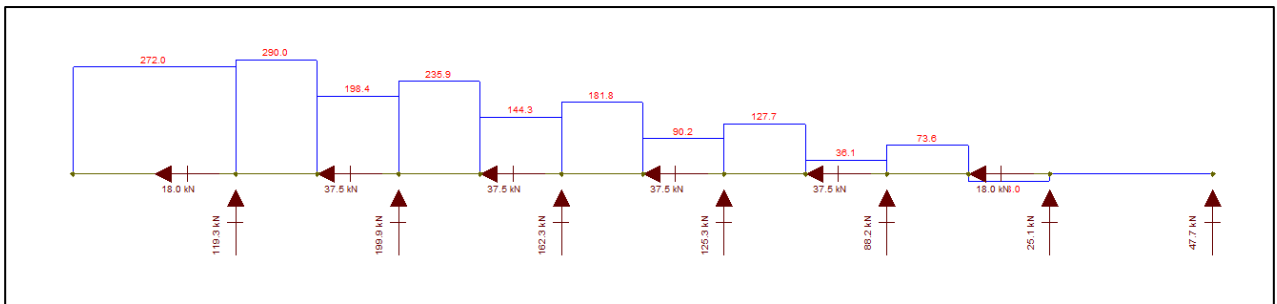 272.0
290.0
198.4
235.9
144.3
181.8
90.2
127.7
36.1
73.6
18.0 kN
37.5 kN
37.5 kN
37.5 kN
37.5 kN
18.0 kN
8.0
119.3 kN
199.9 kN
162.3 kN
125.3 kN
88.2 kN
25.1 kN
47.7 kN